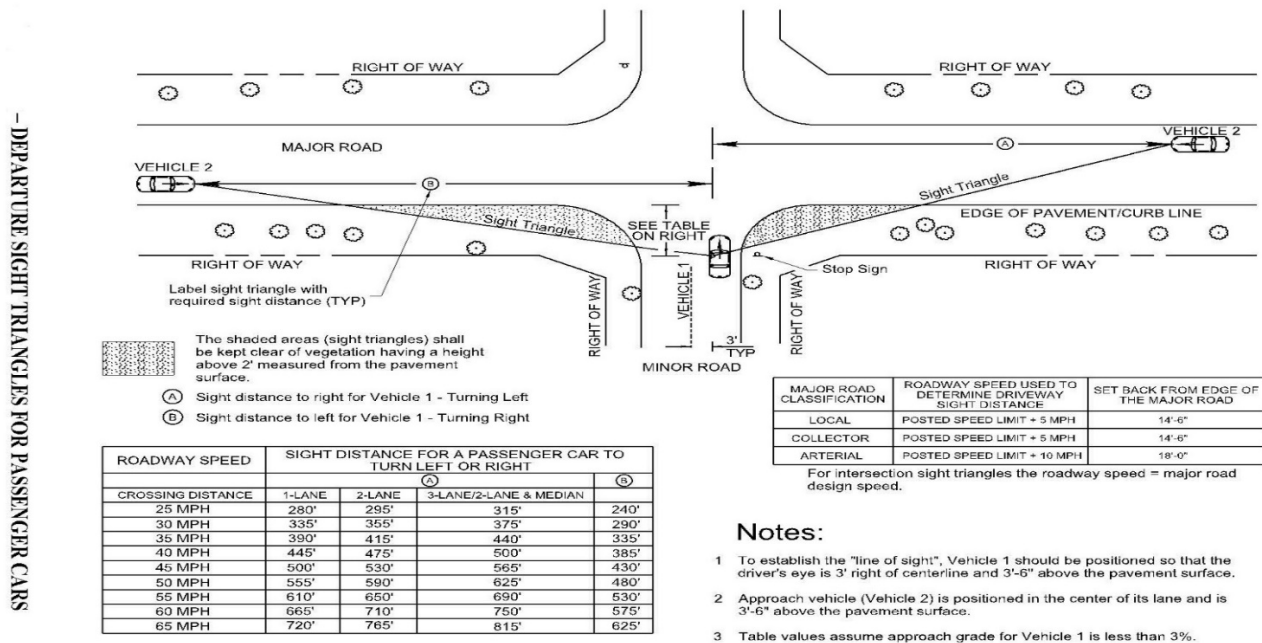 – DEPARTURE SIGHT TRIANGLES FOR PASSENGER CARS
RIGHT OF WAY
RIGHT OF WAY
MAJOR ROAD
VEHICLE 2
VEHICLE 2
A
B
Sight Triangle
Sight Triangle
SEE TABLE
ON RIGHT
EDGE OF PAVEMENT/CURB LINE
RIGHT OF WAY
RIGHT OF WAY
Stop Sign
Label sight triangle with
required sight distance (TYP)
RIGHT OF WAY
VEHICLE 1
RIGHT OF WAY
3'
TYP
MINOR ROAD
The shaded areas (sight triangles) shall
be kept clear of vegetation having a height
above 2' measured from the pavement
surface.
A Sight distance to right for Vehicle 1 - Turning Left
B Sight distance to left for Vehicle 1 - Turning Right
ROADWAY SPEED SIGHT DISTANCE FOR A PASSENGER CAR TO
TURN LEFT OR RIGHT
A B
CROSSING DISTANCE 1-LANE 2-LANE 3-LANE/2-LANE & MEDIAN
25 MPH 280' 295' 315' 240'
30 MPH 335' 355' 375' 290'
35 MPH 390' 415' 440' 335'
40 MPH 445' 475' 500' 385'
45 MPH 500' 530' 565' 430'
50 MPH 555' 590' 625' 480'
55 MPH 610' 650' 690' 530'
60 MPH 665' 710' 750' 575'
65 MPH 720' 765' 815' 625'
MAJOR ROAD
CLASSIFICATION
ROADWAY SPEED USED TO
DETERMINE DRIVEWAY
SIGHT DISTANCE
SET BACK FROM EDGE OF
THE MAJOR ROAD
LOCAL POSTED SPEED LIMIT + 5 MPH 14'-6"
COLLECTOR POSTED SPEED LIMIT + 5 MPH 14'-6"
ARTERIAL POSTED SPEED LIMIT + 10 MPH 18'-0"
For intersection sight triangles the roadway speed = major road
design speed.
Notes:
1 To establish the "line of sight", Vehicle 1 should be positioned so that the
driver's eye is 3' right of centerline and 3'-6" above the pavement surface.
2 Approach vehicle (Vehicle 2) is positioned in the center of its lane and is
3'-6" above the pavement surface.
3 Table values assume approach grade for Vehicle 1 is less than 3%.